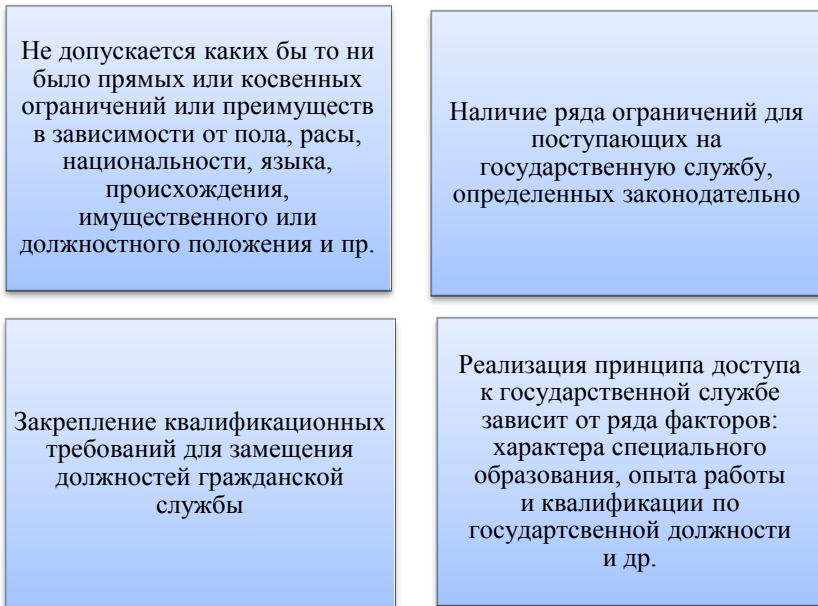 Не допускается каких бы то ни
было прямых или косвенных
ограничений или преимуществ
в зависимости от пола, расы,
национальности, языка,
происхождения,
имущественного или
должностного положения и пр.
Наличие ряда ограничений для
поступающих на
государственную службу,
определенных законодательно
Закрепление квалификационных
требований для замещения
должностей гражданской
службы
Реализация принципа доступа
к государственной службе
зависит от ряда факторов:
характера специального
образования, опыта работы
и квалификации по
государтсвенной должности
и др.